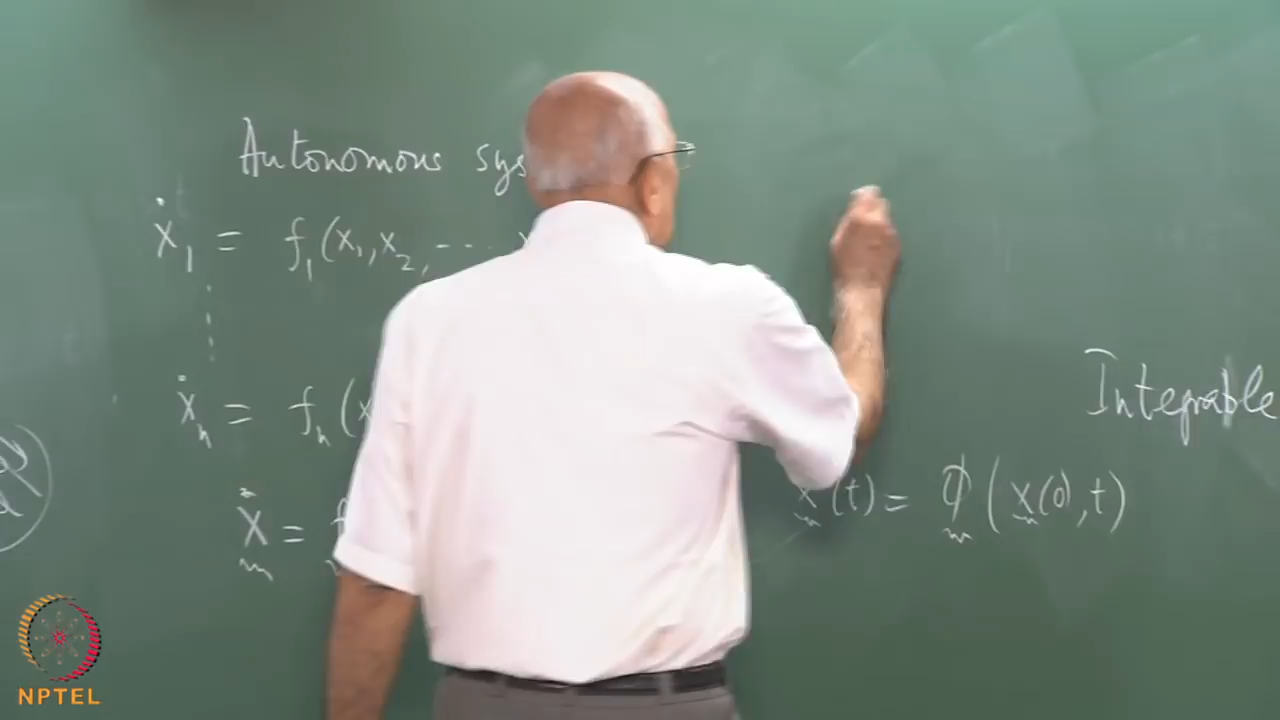 Autonomous sys
ẋ₁ = f₁(x₁, x₂, ----
ẋₙ = fₙ(x
ẋ = f
Integrable
x(t) = φ(x(0), t)
NPTEL